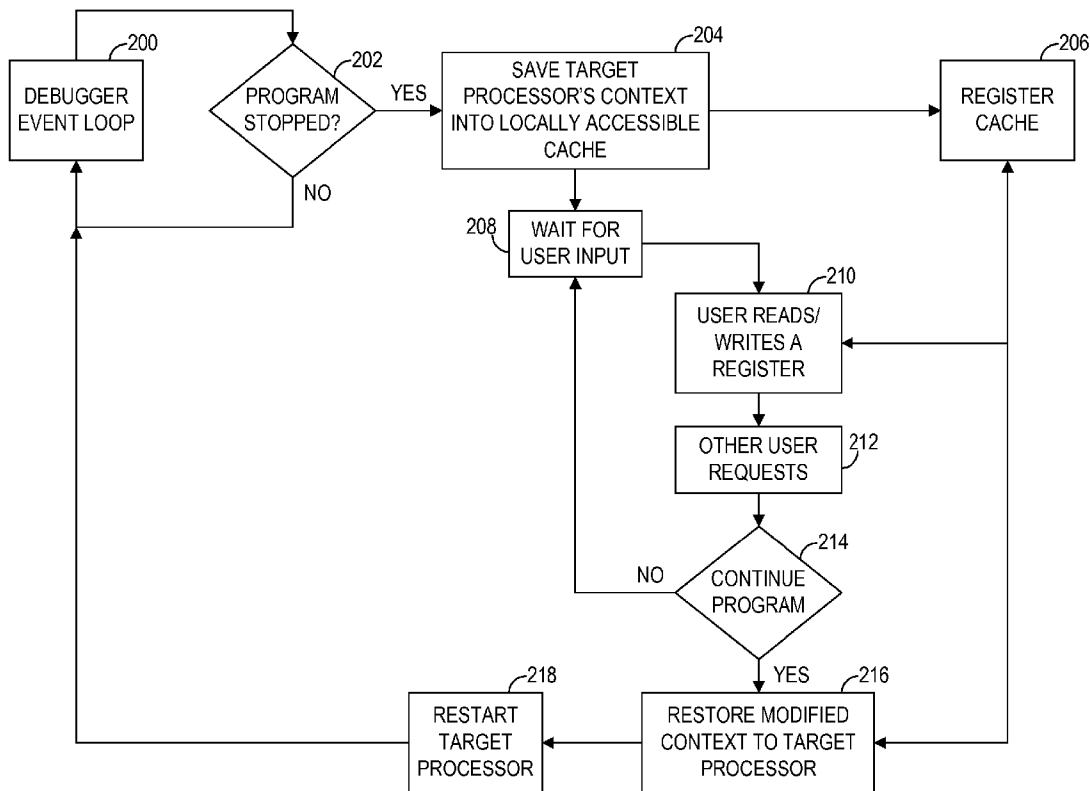 200
DEBUGGER
EVENT LOOP
202
PROGRAM
STOPPED?
YES
NO
204
SAVE TARGET
PROCESSOR'S CONTEXT
INTO LOCALLY ACCESSIBLE
CACHE
206
REGISTER
CACHE
208
WAIT FOR
USER INPUT
210
USER READS/
WRITES A
REGISTER
212
OTHER USER
REQUESTS
214
CONTINUE
PROGRAM
NO
YES
216
RESTORE MODIFIED
CONTEXT TO TARGET
PROCESSOR
218
RESTART
TARGET
PROCESSOR